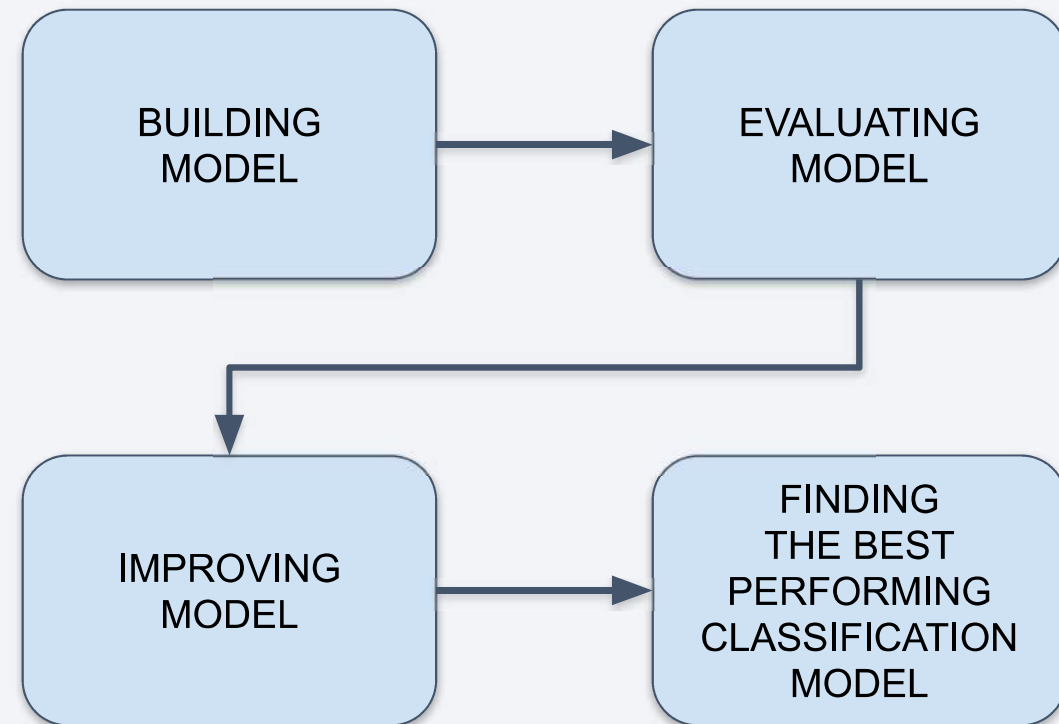 BUILDING
MODEL
EVALUATING
MODEL
IMPROVING
MODEL
FINDING
THE BEST
PERFORMING
CLASSIFICATION
MODEL